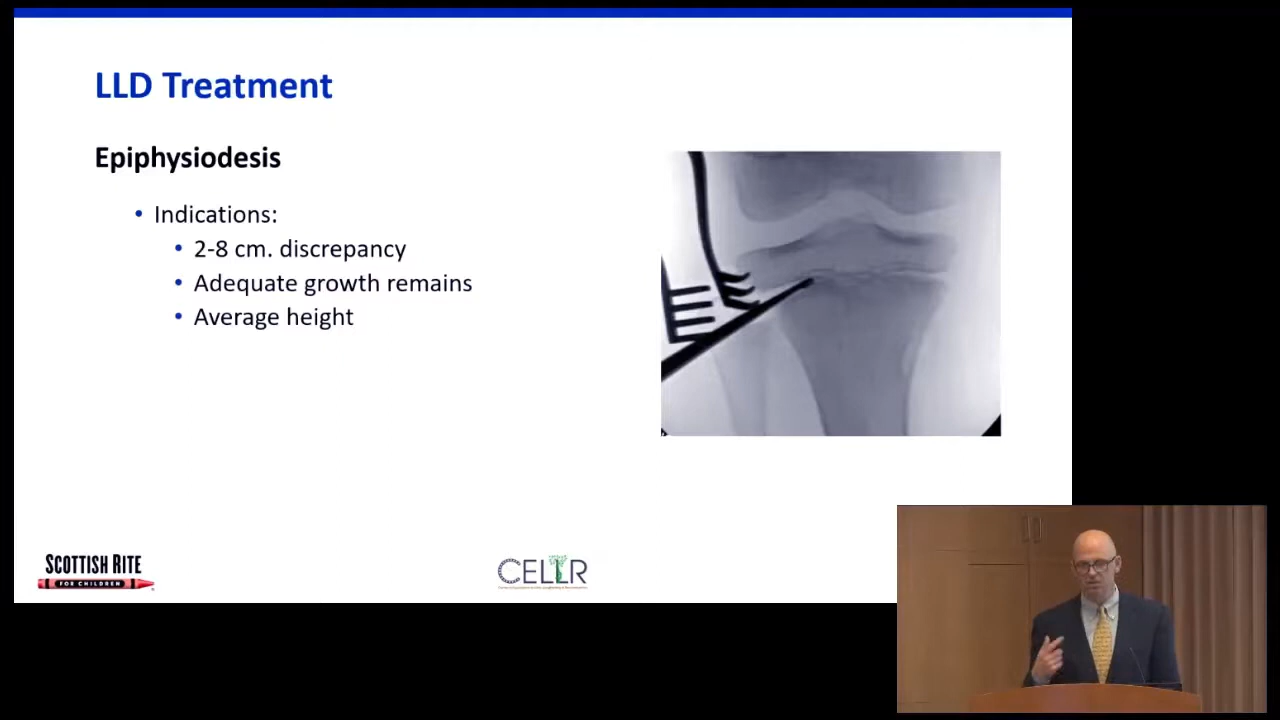 LLD Treatment
Epiphysiodesis
• Indications:
• 2-8 cm. discrepancy
• Adequate growth remains
• Average height
SCOTTISH RITE
FOR CHILDREN
CELLR